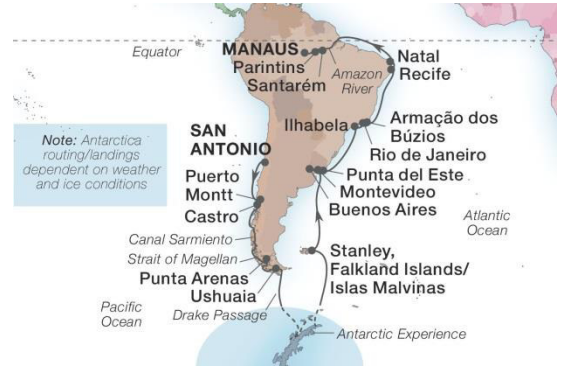 Equator
MANAUS
Parintins
Santarém
Amazon
River
Natal
Recife
Note: Antarctica
routing/landings
dependent on weather
and ice conditions
SAN
ANTONIO
Ilhabela
Armação dos
Búzios
Rio de Janeiro
Punta del Este
Montevideo
Buenos Aires
Puerto
Montt
Castro
Atlantic
Ocean
Canal Sarmiento
Strait of Magellan
Punta Arenas
Ushuaia
Drake Passage
Stanley,
Falkland Islands/
Islas Malvinas
Pacific
Ocean
Antarctic Experience